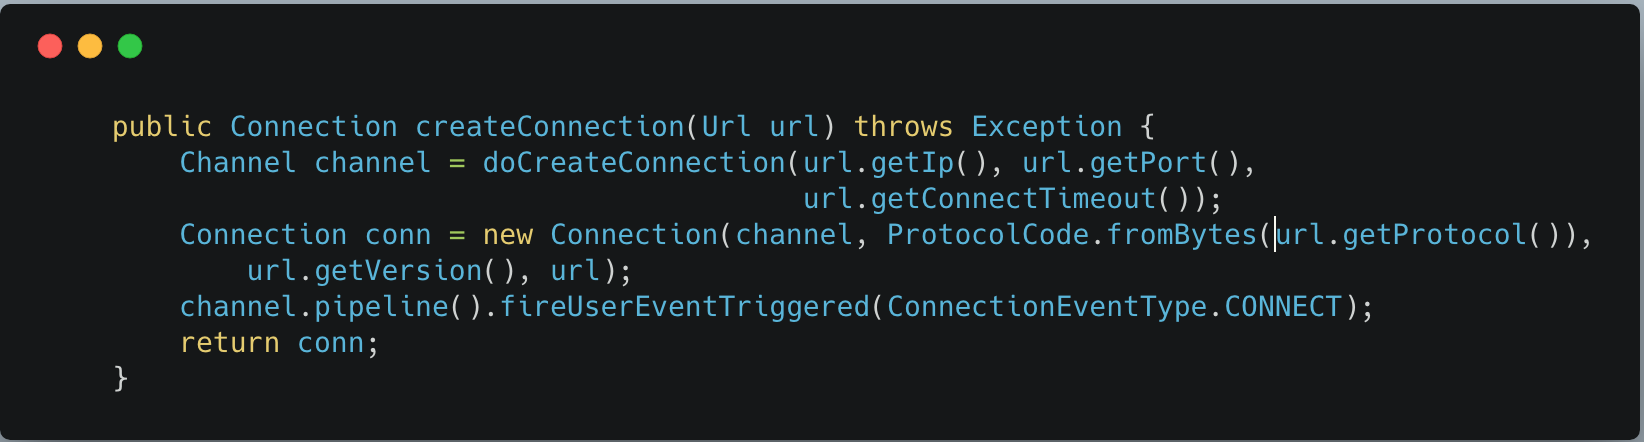 public Connection createConnection(Url url) throws Exception {
    Channel channel = doCreateConnection(url.getIp(), url.getPort(),
                                         url.getConnectTimeout());
    Connection conn = new Connection(channel, ProtocolCode.fromBytes(url.getProtocol()),
        url.getVersion(), url);
    channel.pipeline().fireUserEventTriggered(ConnectionEventType.CONNECT);
    return conn;
}